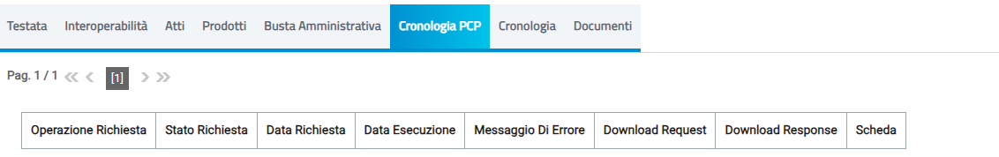 Testata Interoperabilità Atti Prodotti Busta Amministrativa Cronologia PCP Cronologia Documenti
Pag. 1 / 1 [1]
Operazione Richiesta Stato Richiesta Data Richiesta Data Esecuzione Messaggio Di Errore Download Request Download Response Scheda